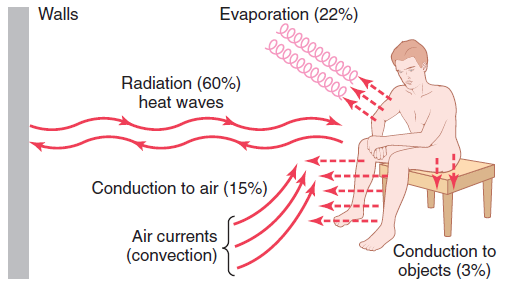 Walls
Evaporation (22%)
Radiation (60%)
heat waves
Conduction to air (15%)
Air currents
(convection)
Conduction to
objects (3%)